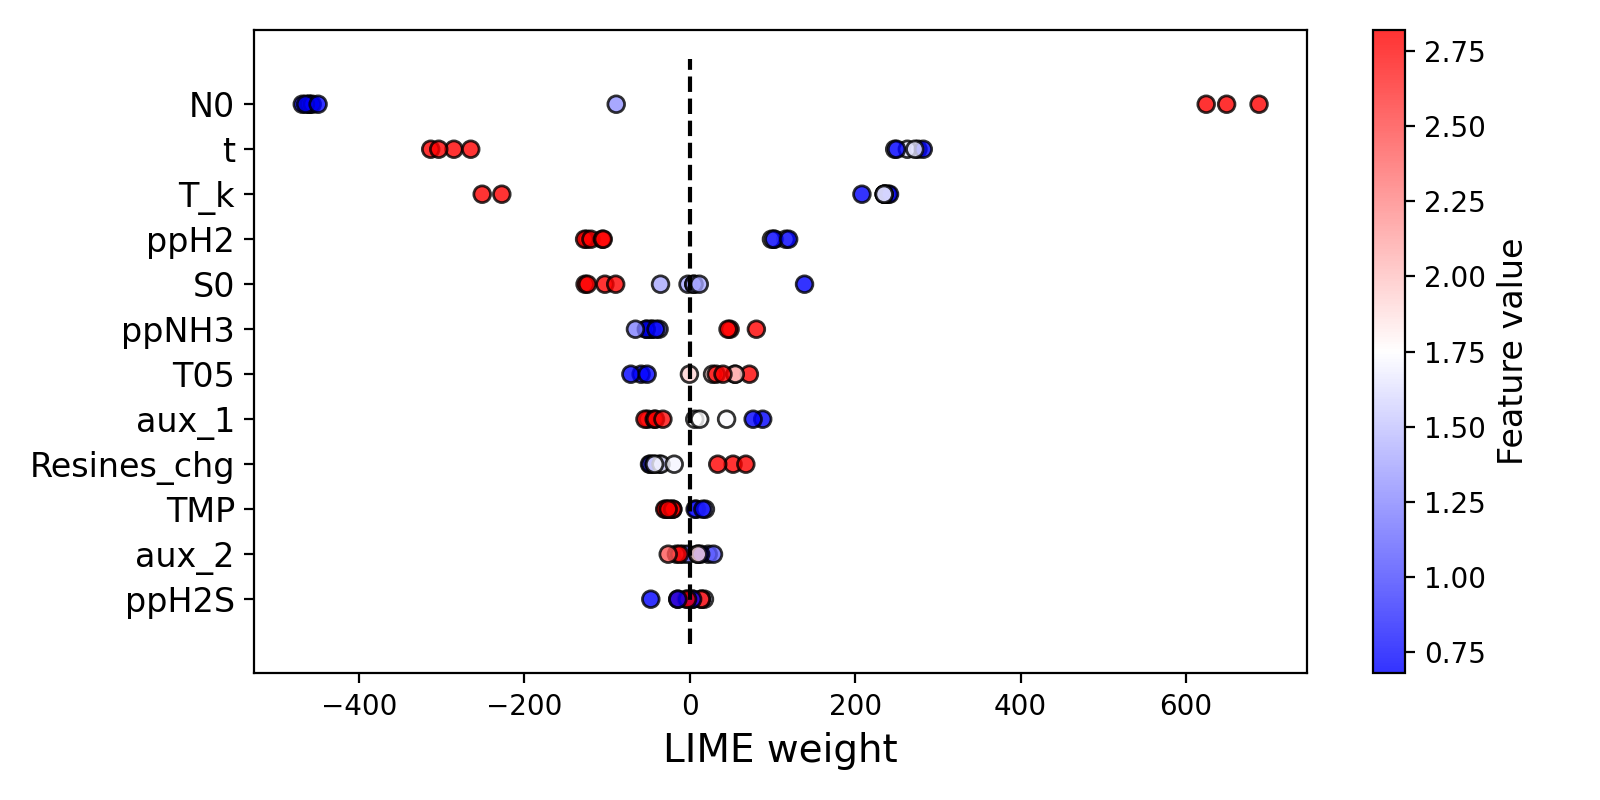 N0
t
T_k
ppH2
S0
ppNH3
T05
aux_1
Resines_chg
TMP
aux_2
ppH2S
−400 −200 0 200 400 600
LIME weight
2.75
2.50
2.25
2.00
1.75
1.50
1.25
1.00
0.75
Feature value